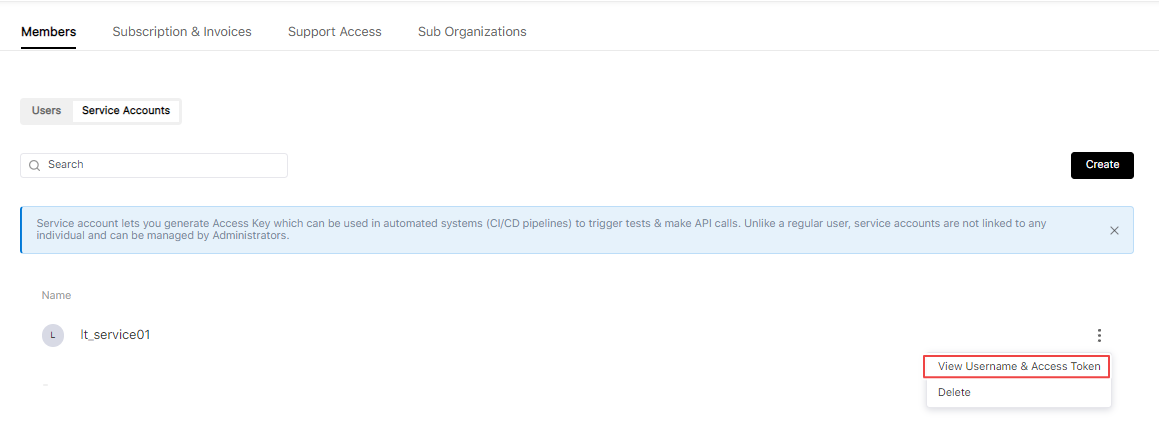 Members Subscription & Invoices Support Access Sub Organizations
Users Service Accounts
Search
Create
Service account lets you generate Access Key which can be used in automated systems (CI/CD pipelines) to trigger tests & make API calls. Unlike a regular user, service accounts are not linked to any
individual and can be managed by Administrators.
Name
L lt_service01
View Username & Access Token
Delete